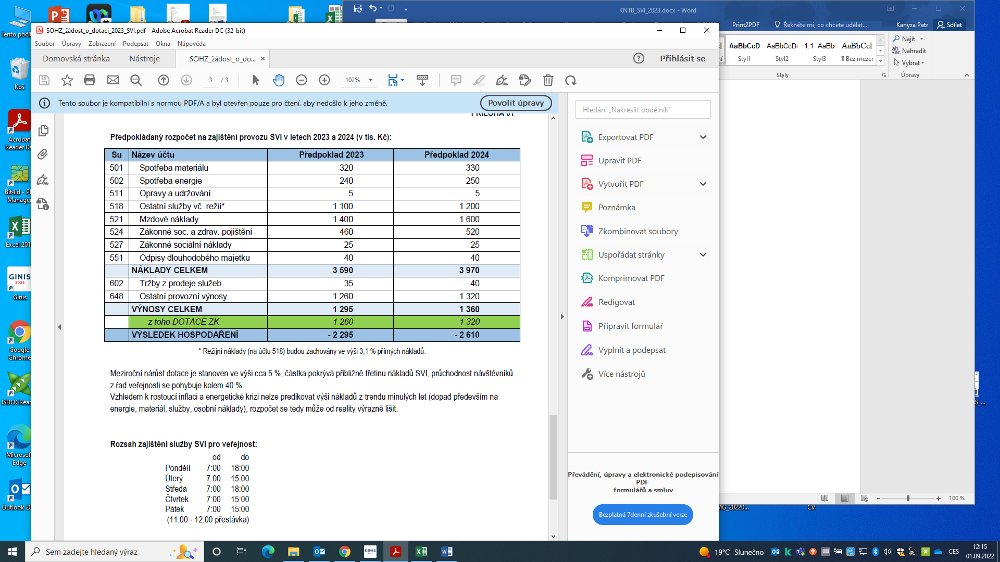 KNTB_SVI_2023.docx - Word
Tento počít
SOHZ_žádost_o_dotaci_2023_SVI.pdf - Adobe Acrobat Reader DC (32-bit)
Print2PDF
Řekněte mi, co chcete udělat...
Kanyza Petr
Sdílet
Soubor Úpravy Zobrazení Podepsat Okna Nápověda
AaBbCcD AaBbCcDc 1.1 AaBb AaBbCcI
Styl1 Styl2 Styl3 ¶ Bez mezer
Styly
Najít
Nahradit
Vybrat
Úpravy
Domovská stránka Nástroje SOHZ_žádost_o_do... Přihlásit se
3 / 3 102%
Tento soubor je kompatibilní s normou PDF/A a byl otevřen pouze pro čtení, aby nedošlo k jeho změně.
Povolit úpravy
Předpokládaný rozpočet na zajištění provozu SVI v letech 2023 a 2024 (v tis. Kč):
Su Název účtu Předpoklad 2023 Předpoklad 2024
501 Spotřeba materiálu 320 330
502 Spotřeba energie 240 250
511 Opravy a udržování 5 5
518 Ostatní služby vč. režií* 1 100 1 200
521 Mzdové náklady 1 400 1 600
524 Zákonné soc. a zdrav. pojištění 460 520
527 Zákonné sociální náklady 25 25
551 Odpisy dlouhodobého majetku 40 40
NÁKLADY CELKEM 3 590 3 970
602 Tržby z prodeje služeb 35 40
648 Ostatní provozní výnosy 1 260 1 320
VÝNOSY CELKEM 1 295 1 360
z toho DOTACE ZK 1 260 1 320
VÝSLEDEK HOSPODAŘENÍ - 2 295 - 2 610
* Režijní náklady (na účtu 518) budou zachovány ve výši 3,1 % přímých nákladů.
Meziroční nárůst dotace je stanoven ve výši cca 5 %, částka pokrývá přibližně třetinu nákladů SVI, průchodnost návštěvníků
z řad veřejnosti se pohybuje kolem 40 %.
Vzhledem k rostoucí inflaci a energetické krizi nelze predikovat výši nákladů z trendu minulých let (dopad především na
energie, materiál, služby, osobní náklady), rozpočet se tedy může od reality výrazně lišit.
Rozsah zajištění služby SVI pro veřejnost:
od do
Pondělí 7:00 18:00
Úterý 7:00 15:00
Středa 7:00 18:00
Čtvrtek 7:00 15:00
Pátek 7:00 15:00
(11:00 - 12:00 přestávka)
Hledání „Nakreslit obdélník“
Exportovat PDF
Upravit PDF
Vytvořit PDF
Poznámka
Zkombinovat soubory
Uspořádat stránky
Komprimovat PDF
Redigovat
Připravit formulář
Vyplnit a podepsat
Více nástrojů
Převádění, úpravy a elektronické podepisování
PDF
formulářů a smluv
Bezplatná 7denní zkušební verze
Koš
Acrobat
Reader DC
Bit4id - PK
Manager
Excel 201
GINIS
2022
Ginis
Google
Chrome
ISDOCRead
Microsof
Edge
Outlook 20
S_...
100 %
MG_20220...
CV
Sem zadejte hledaný výraz
GINIS
19°C Slunečno
CES
12:15
01.09.2022